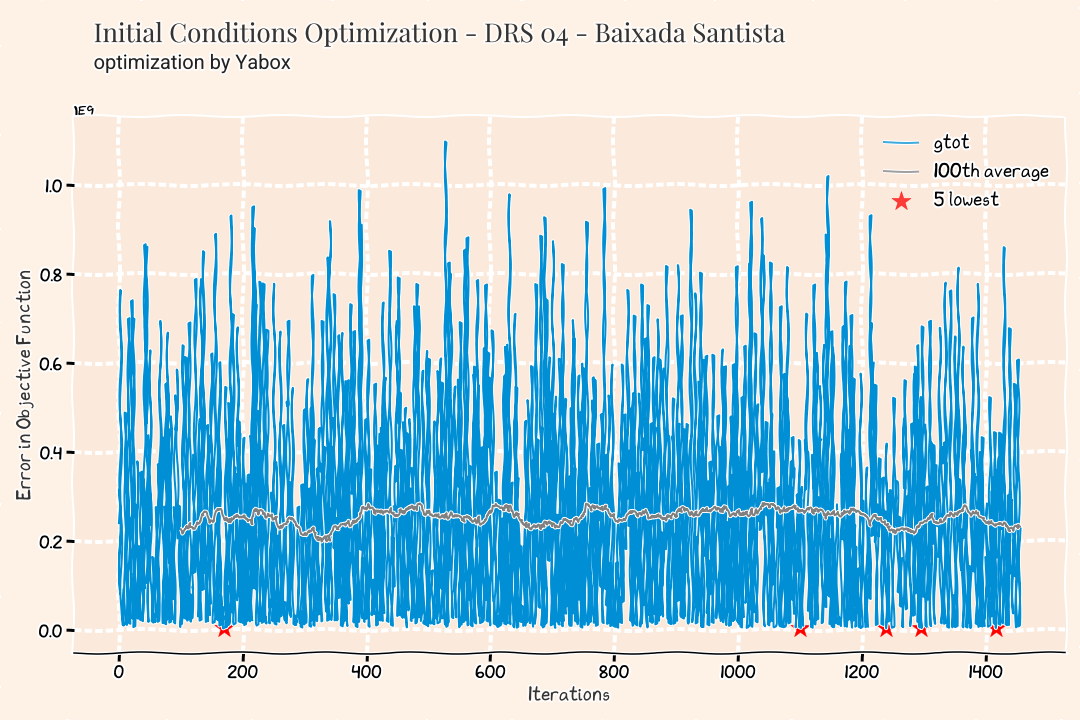 Initial Conditions Optimization - DRS 04 - Baixada Santista
optimization by Yabox
1E9
gtot
100th average
5 lowest
1.0
0.8
0.6
0.4
0.2
0.0
Error in Objective Function
0 200 400 600 800 1000 1200 1400
Iterations